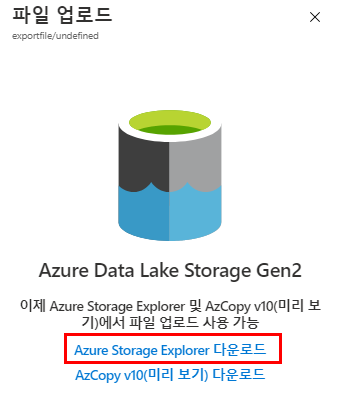 파일 업로드
exportfile/undefined
Azure Data Lake Storage Gen2
이제 Azure Storage Explorer 및 AzCopy v10(미리 보
기)에서 파일 업로드 사용 가능
Azure Storage Explorer 다운로드
AzCopy v10(미리 보기) 다운로드